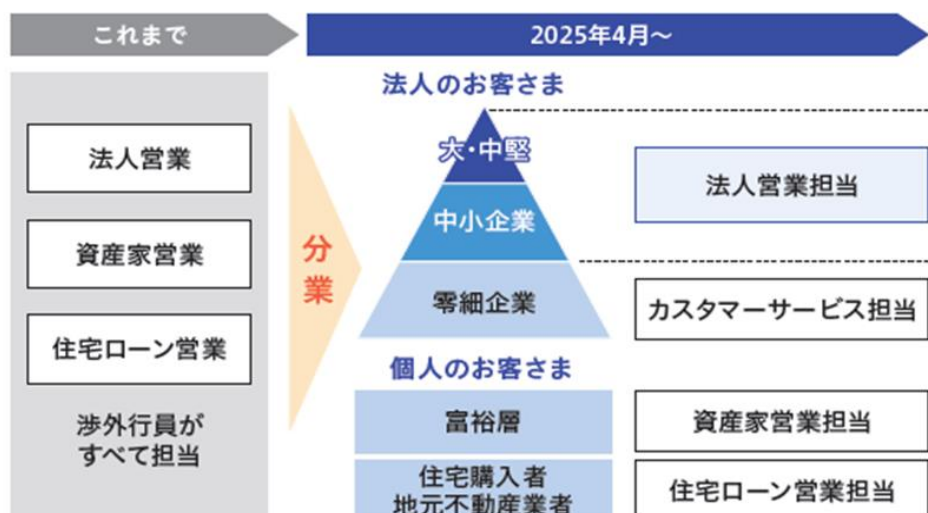 これまで
2025年4月〜
法人営業
資産家営業
住宅ローン営業
渉外行員が
すべて担当
分
業
法人のお客さま
大・中堅
中小企業
零細企業
法人営業担当
カスタマーサービス担当
個人のお客さま
富裕層
資産家営業担当
住宅購入者
地元不動産業者
住宅ローン営業担当